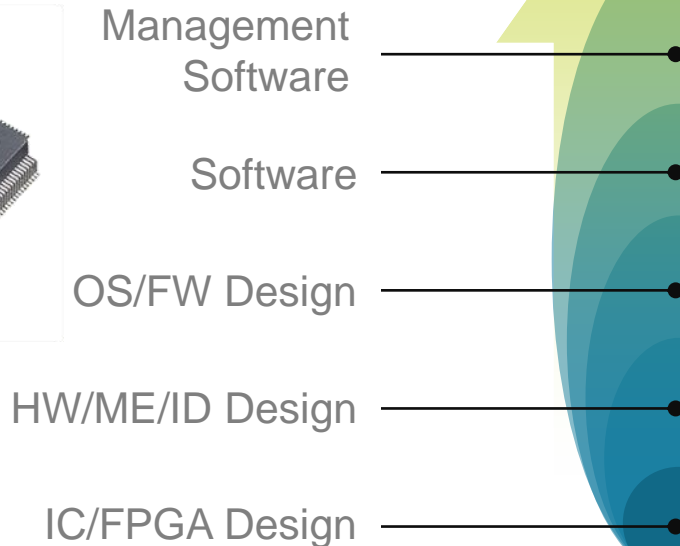 Management
Software
Software
OS/FW Design
HW/ME/ID Design
IC/FPGA Design